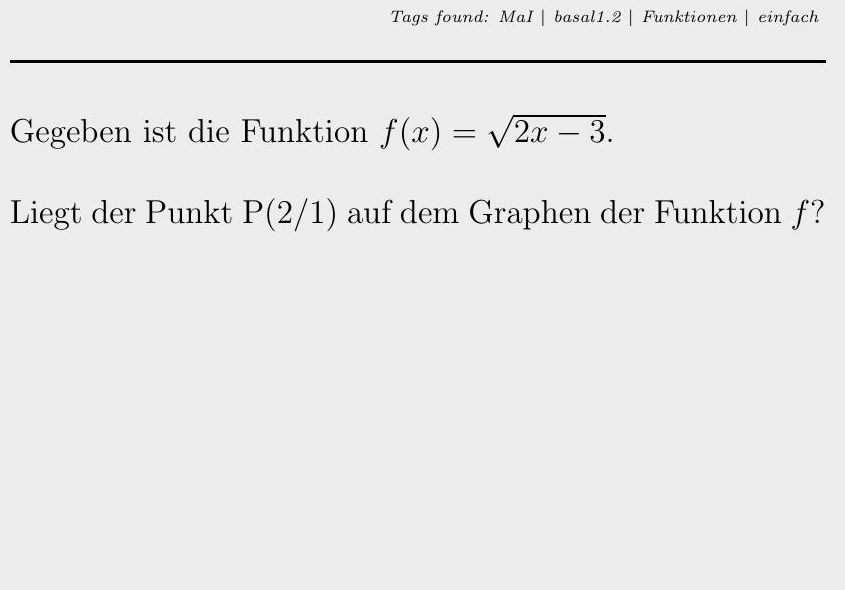 Tags found: MaI | basal1.2 | Funktionen | einfach
Gegeben ist die Funktion f(x) = √(2x − 3).
Liegt der Punkt P(2/1) auf dem Graphen der Funktion f?